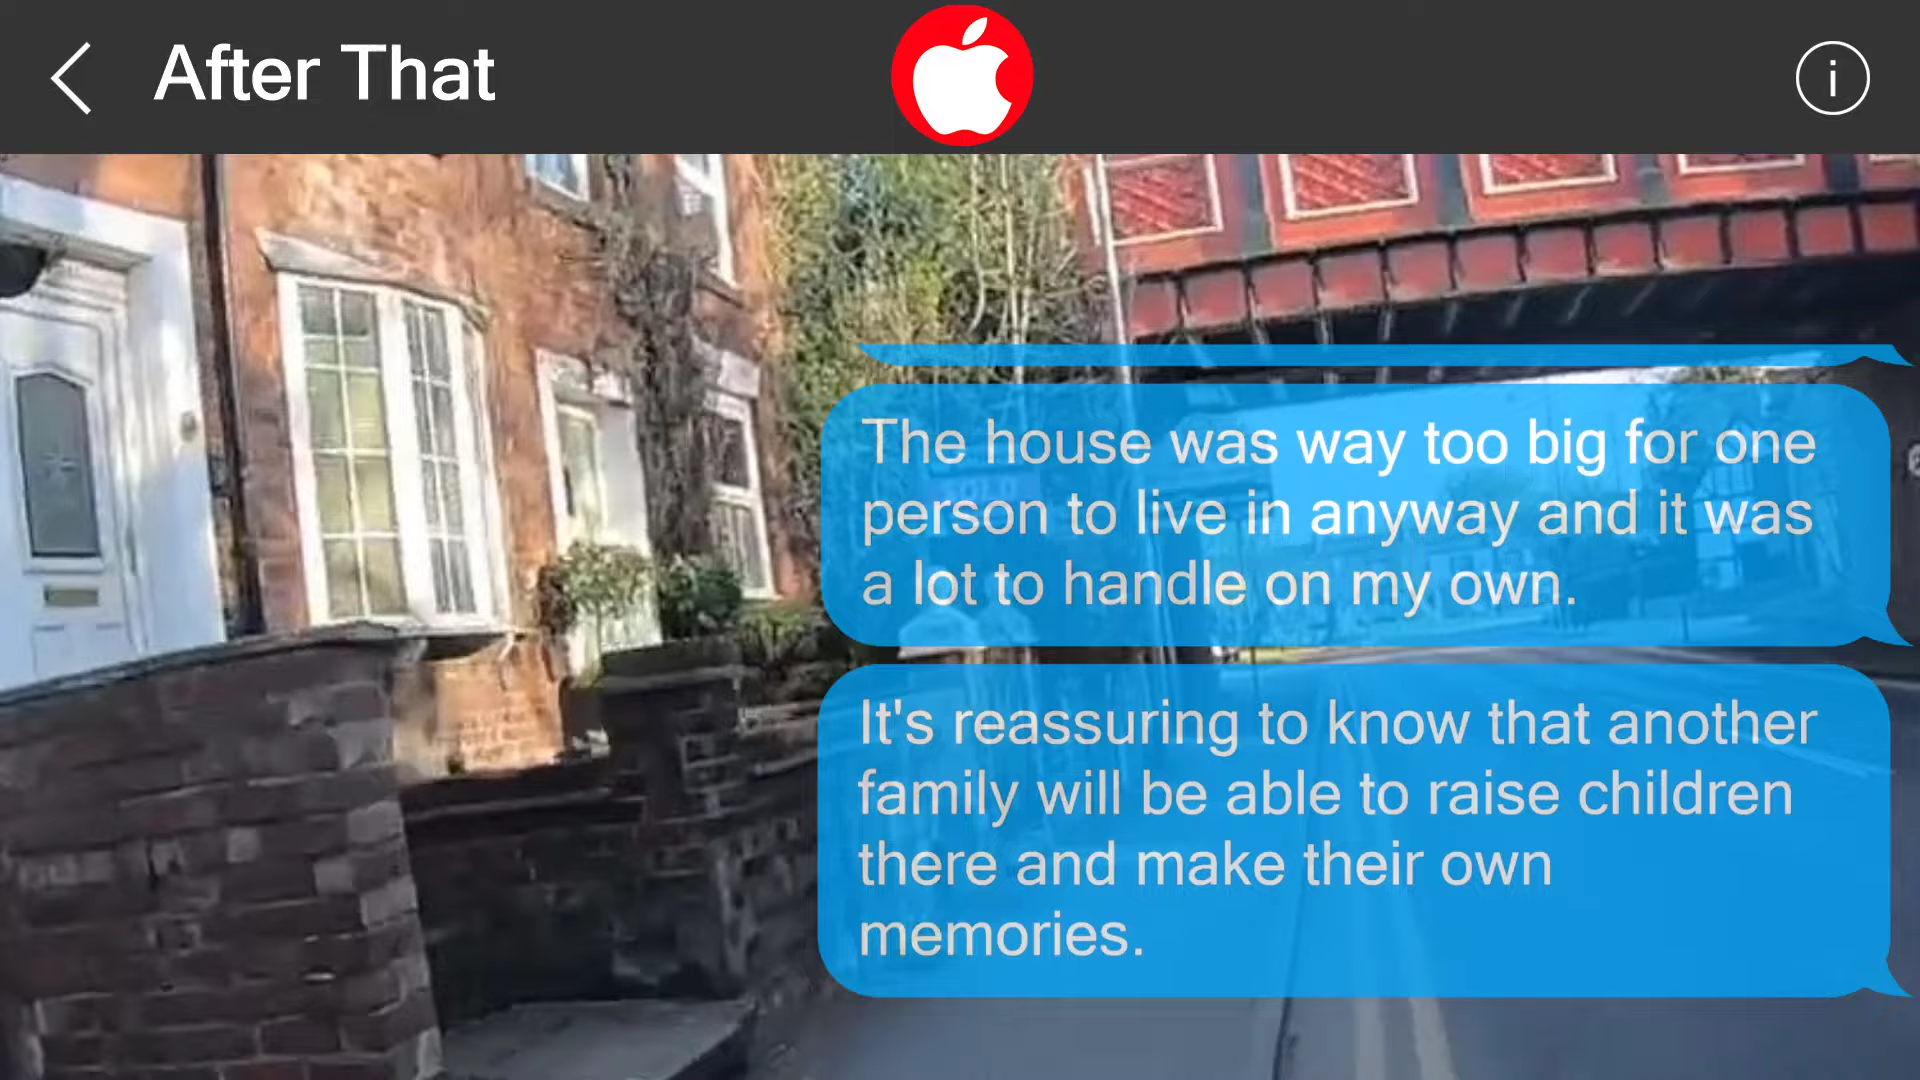 After That
The house was way too big for one
person to live in anyway and it was
a lot to handle on my own.
It's reassuring to know that another
family will be able to raise children
there and make their own
memories.